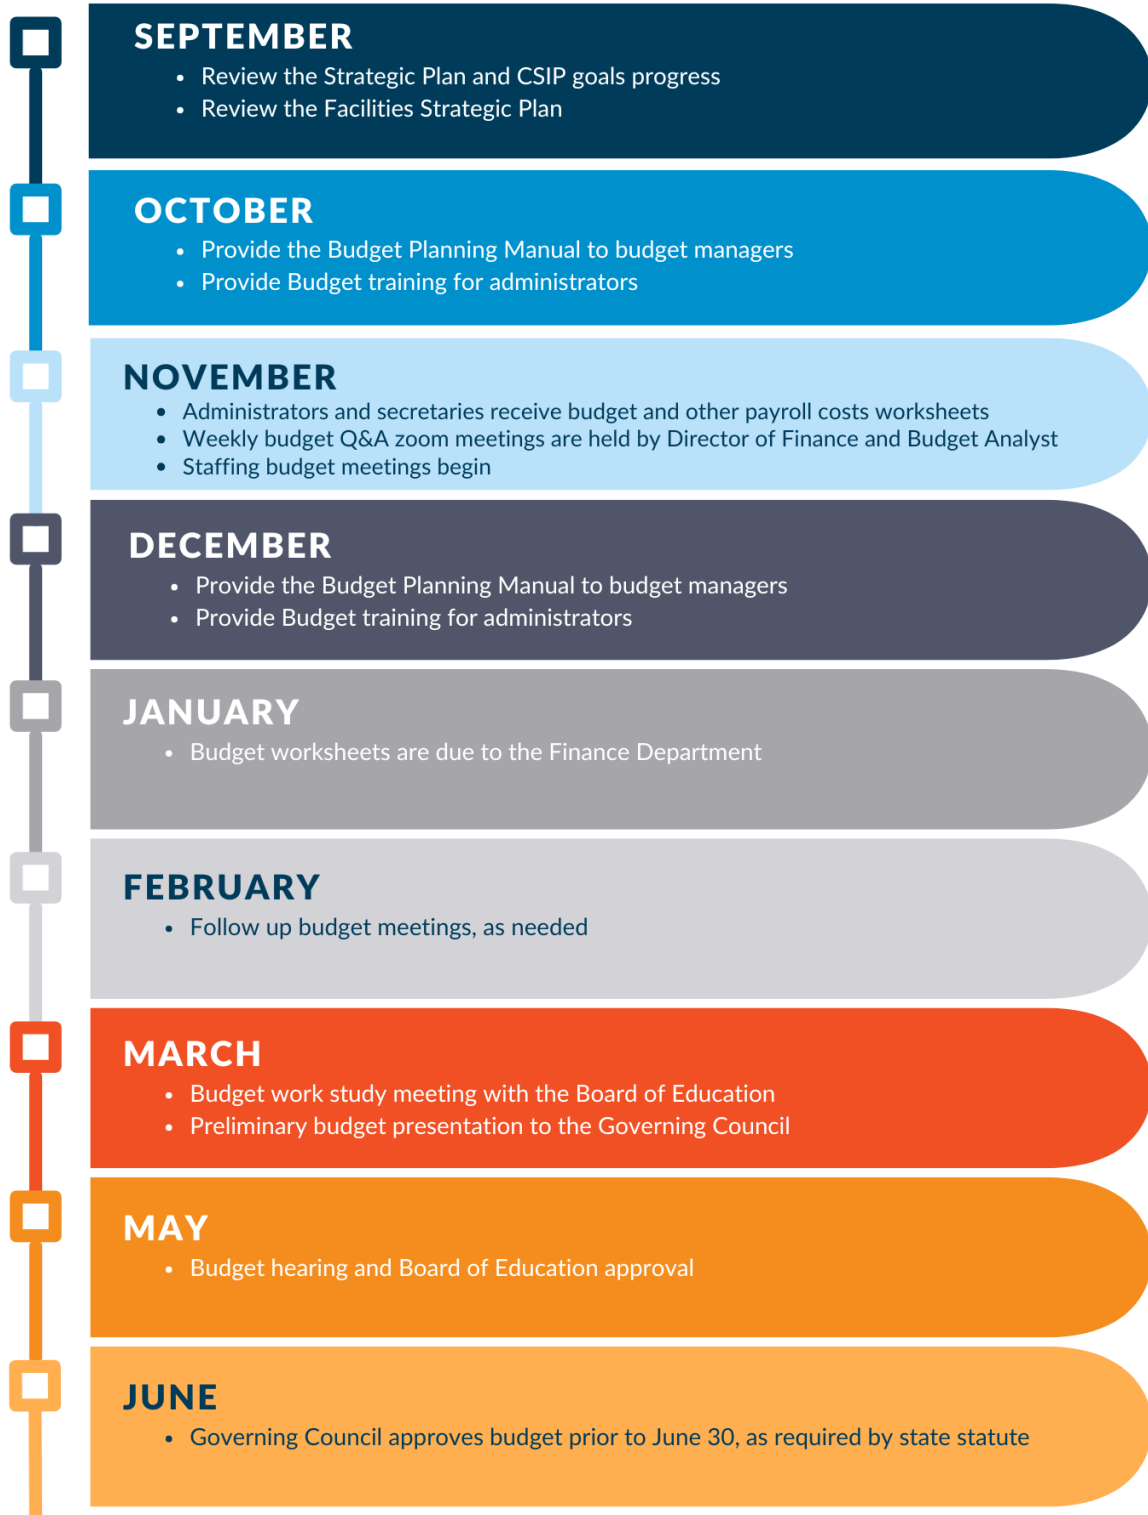 SEPTEMBER
• Review the Strategic Plan and CSIP goals progress
• Review the Facilities Strategic Plan
OCTOBER
• Provide the Budget Planning Manual to budget managers
• Provide Budget training for administrators
NOVEMBER
• Administrators and secretaries receive budget and other payroll costs worksheets
• Weekly budget Q&A zoom meetings are held by Director of Finance and Budget Analyst
• Staffing budget meetings begin
DECEMBER
• Provide the Budget Planning Manual to budget managers
• Provide Budget training for administrators
JANUARY
• Budget worksheets are due to the Finance Department
FEBRUARY
• Follow up budget meetings, as needed
MARCH
• Budget work study meeting with the Board of Education
• Preliminary budget presentation to the Governing Council
MAY
• Budget hearing and Board of Education approval
JUNE
• Governing Council approves budget prior to June 30, as required by state statute